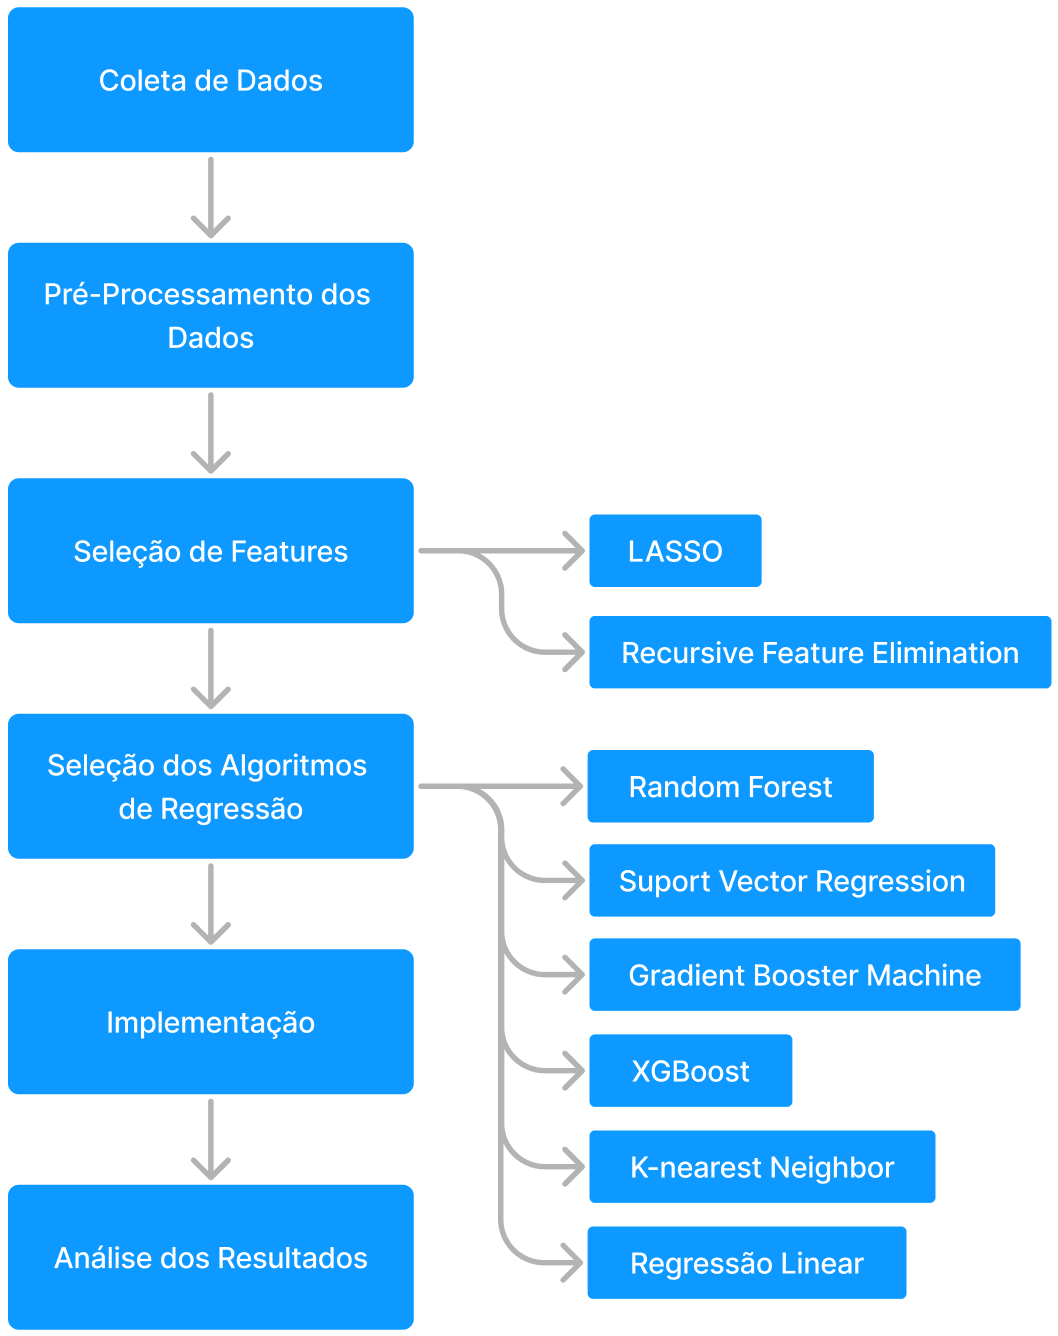 Coleta de Dados
Pré-Processamento dos
Dados
Seleção de Features
LASSO
Recursive Feature Elimination
Seleção dos Algoritmos
de Regressão
Random Forest
Suport Vector Regression
Gradient Booster Machine
XGBoost
K-nearest Neighbor
Regressão Linear
Implementação
Análise dos Resultados